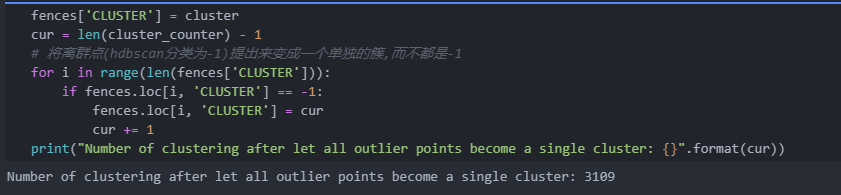 fences['CLUSTER'] = cluster
cur = len(cluster_counter) - 1
# 将离群点(hdbscan分类为-1)提出来变成一个单独的簇,而不都是-1
for i in range(len(fences['CLUSTER'])):
    if fences.loc[i, 'CLUSTER'] == -1:
        fences.loc[i, 'CLUSTER'] = cur
        cur += 1
print("Number of clustering after let all outlier points become a single cluster: {}".format(cur))
Number of clustering after let all outlier points become a single cluster: 3109